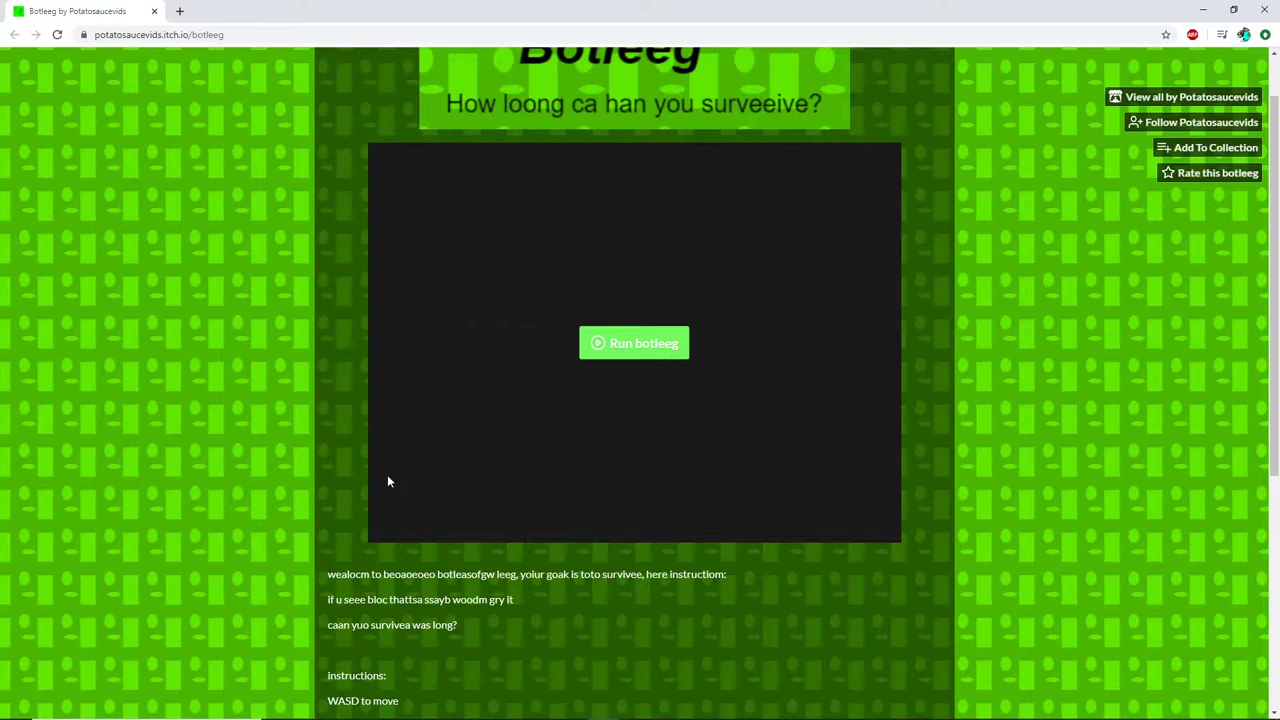 Botleeg by Potatosaucevids
potatosaucevids.itch.io/botleeg
ABP
Botleeg
How loong ca han you surveeive?
View all by Potatosaucevids
Follow Potatosaucevids
Add To Collection
Rate this botleeg
Run botleeg
wealocm to beoaoeoeo botleasofgw leeg, yoiur goak is toto survivee, here instructiom:
if u seee bloc thattsa ssayb woodm gry it
caan yuo survivea was long?
instructions:
WASD to move